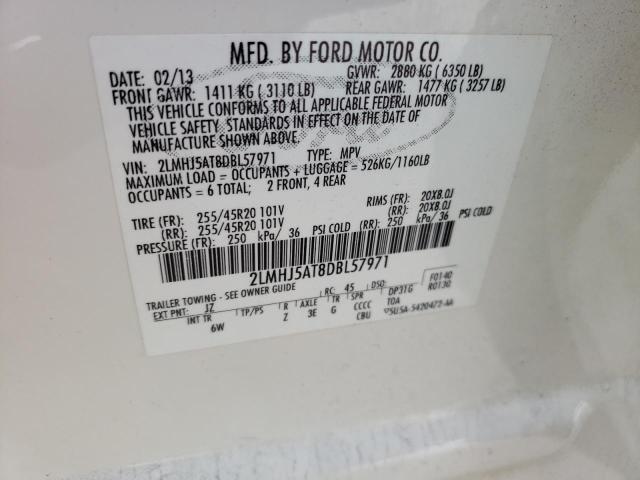 MFD. BY FORD MOTOR CO.
DATE: 02/13 GVWR: 2880 KG ( 6350 LB)
FRONT GAWR: 1411 KG ( 3110 LB) REAR GAWR: 1477 KG ( 3257 LB)
THIS VEHICLE CONFORMS TO ALL APPLICABLE FEDERAL MOTOR
VEHICLE SAFETY STANDARDS IN EFFECT ON THE DATE OF
MANUFACTURE SHOWN ABOVE.
VIN: 2LMHJ5AT8DBL57971 TYPE: MPV
MAXIMUM LOAD = OCCUPANTS + LUGGAGE = 526KG/1160LB
OCCUPANTS = 6 TOTAL; 2 FRONT, 4 REAR
TIRE (FR): 255/45R20 101V RIMS (FR): 20X8.0J
(RR): 255/45R20 101V (RR): 20X8.0J
PRESSURE (FR): 250 kPa/ 36 PSI COLD (RR): 250 kPa/ 36 PSI COLD
2LMHJ5AT8DBL57971
TRAILER TOWING - SEE OWNER GUIDE RC: 45 DSO: F0140
EXT PNT: JZ DP31G R0130
INT TR TP/PS R AXLE TR SPR TOA
6W Z 3E G CCCC
CBU 5U5A-5420472-AA